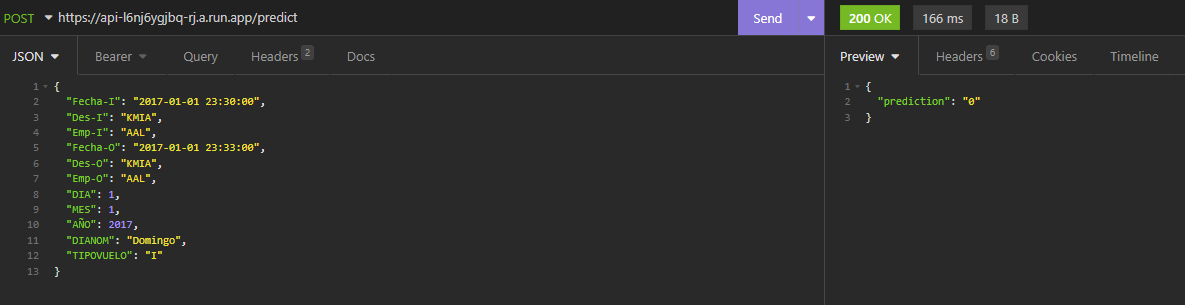 POST https://api-l6nj6ygjbq-rj.a.run.app/predict Send 200 OK 166 ms 18 B
JSON Bearer Query Headers 2 Docs Preview Headers 6 Cookies Timeline
1 {
2 "Fecha-I": "2017-01-01 23:30:00",
3 "Des-I": "KMIA",
4 "Emp-I": "AAL",
5 "Fecha-O": "2017-01-01 23:33:00",
6 "Des-O": "KMIA",
7 "Emp-O": "AAL",
8 "DIA": 1,
9 "MES": 1,
10 "AÑO": 2017,
11 "DIANOM": "Domingo",
12 "TIPOVUELO": "I"
13 }
1 {
2 "prediction": "0"
3 }